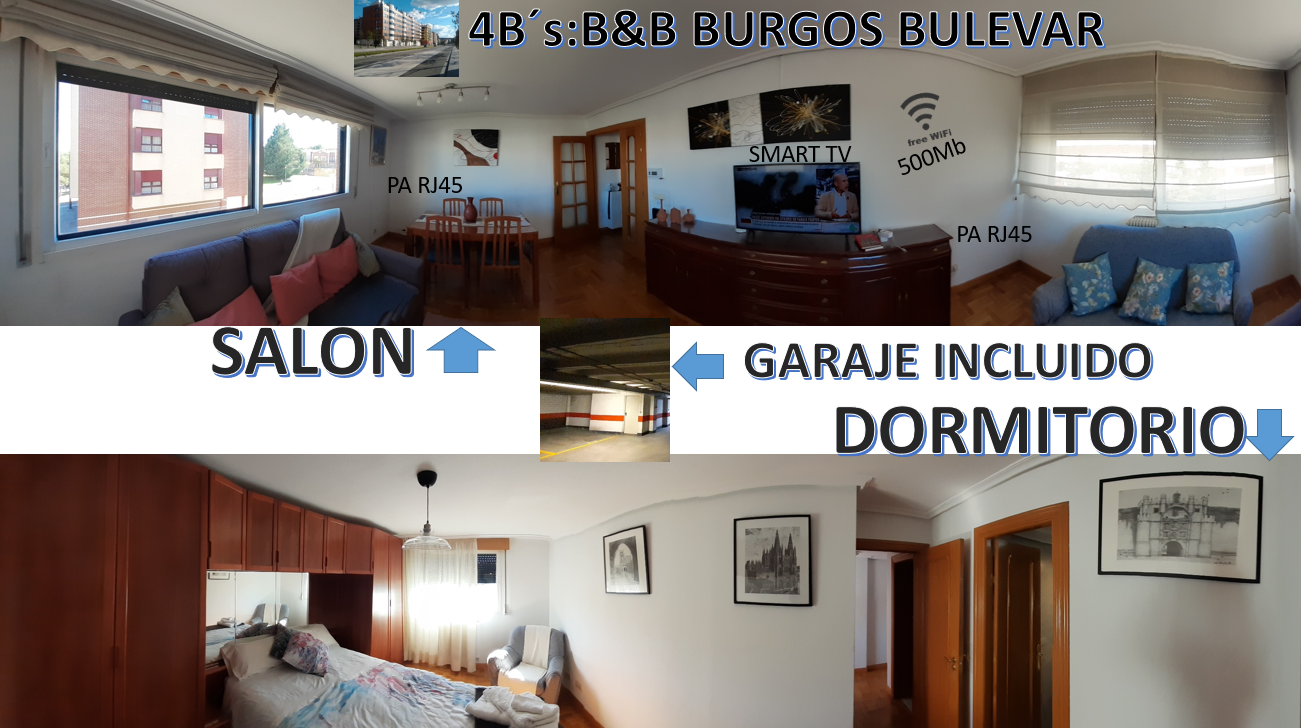 4B´s:B&B BURGOS BULEVAR
free WiFi
500Mb
SMART TV
PA RJ45
PA RJ45
SALON
GARAJE INCLUIDO
DORMITORIO